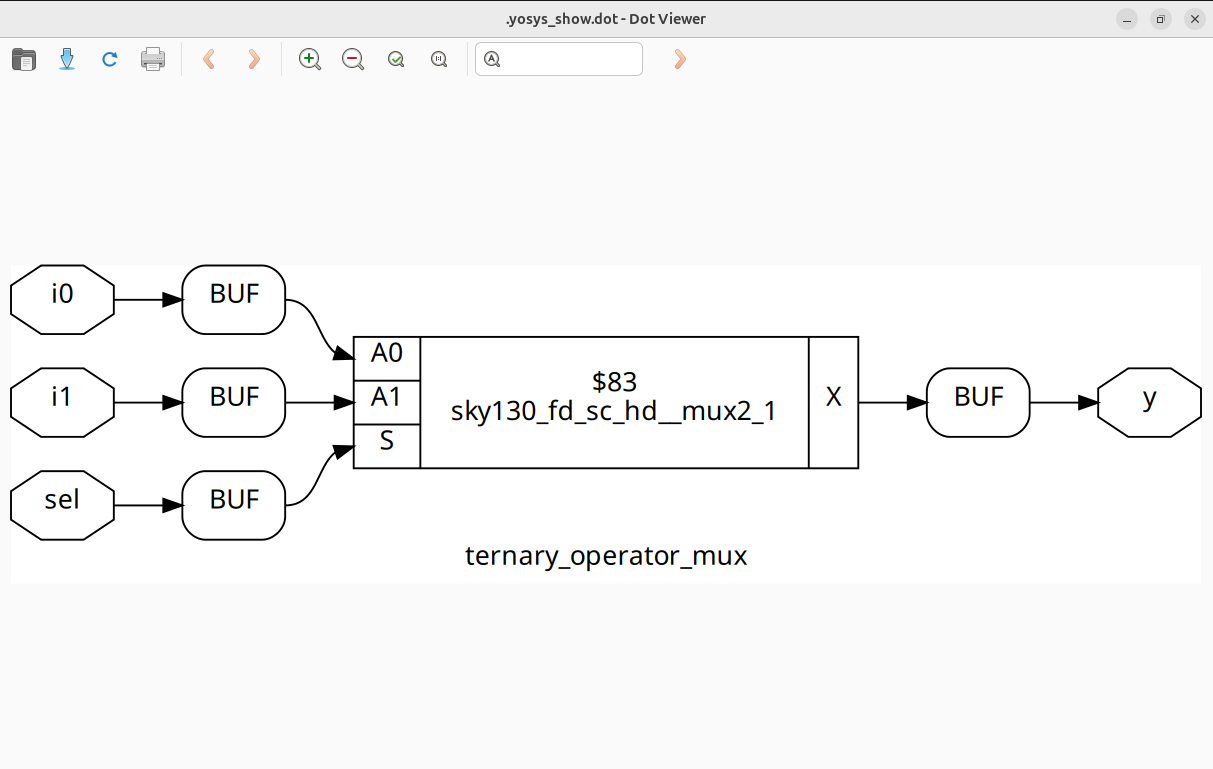 .yosys_show.dot - Dot Viewer
i0
BUF
A0
i1
BUF
A1
$83
sky130_fd_sc_hd__mux2_1
X
BUF
y
S
sel
BUF
ternary_operator_mux